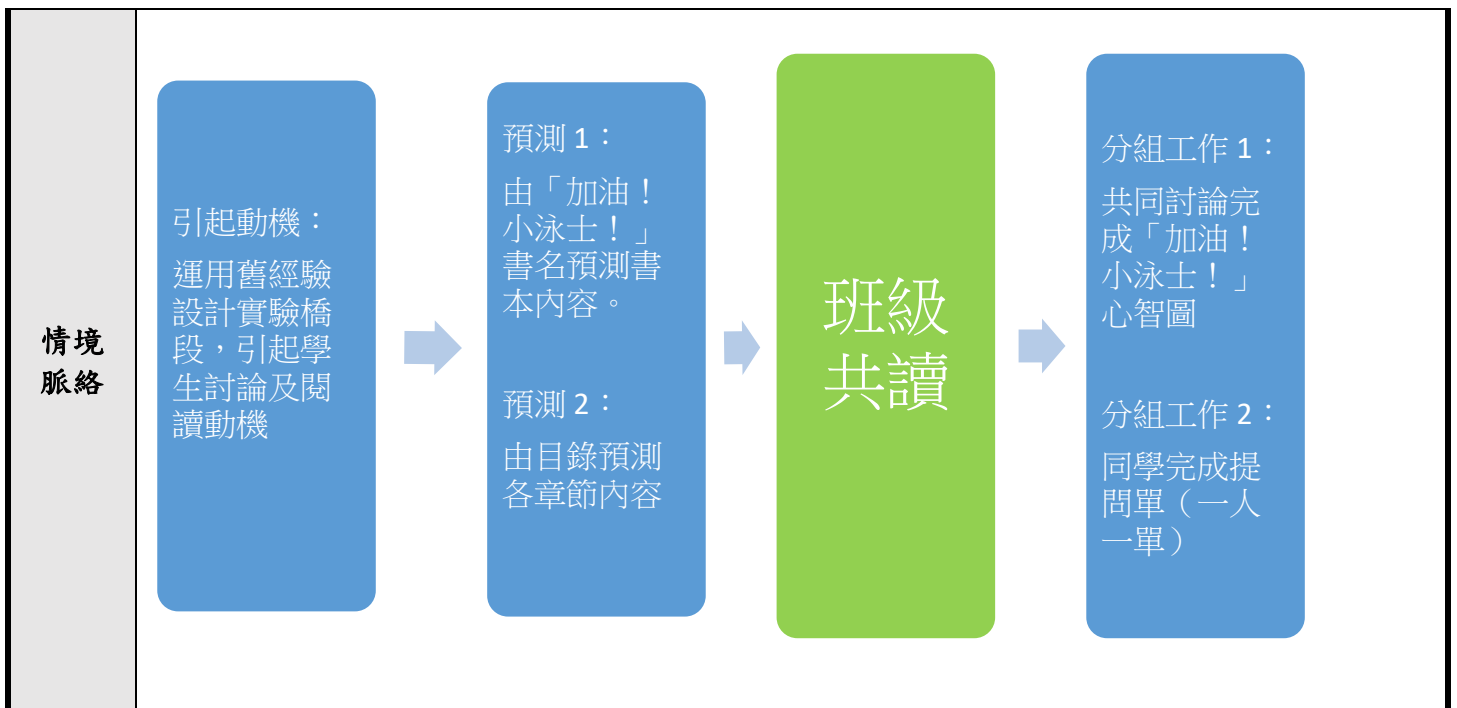 情境
脈絡
引起動機：
運用舊經驗
設計實驗橋
段，引起學
生討論及閱
讀動機
預測 1：
由「加油！
小泳士！」
書名預測書
本內容。
預測 2：
由目錄預測
各章節內容
班級
共讀
分組工作 1：
共同討論完
成「加油！
小泳士！」
心智圖
分組工作 2：
同學完成提
問單（一人
一單）